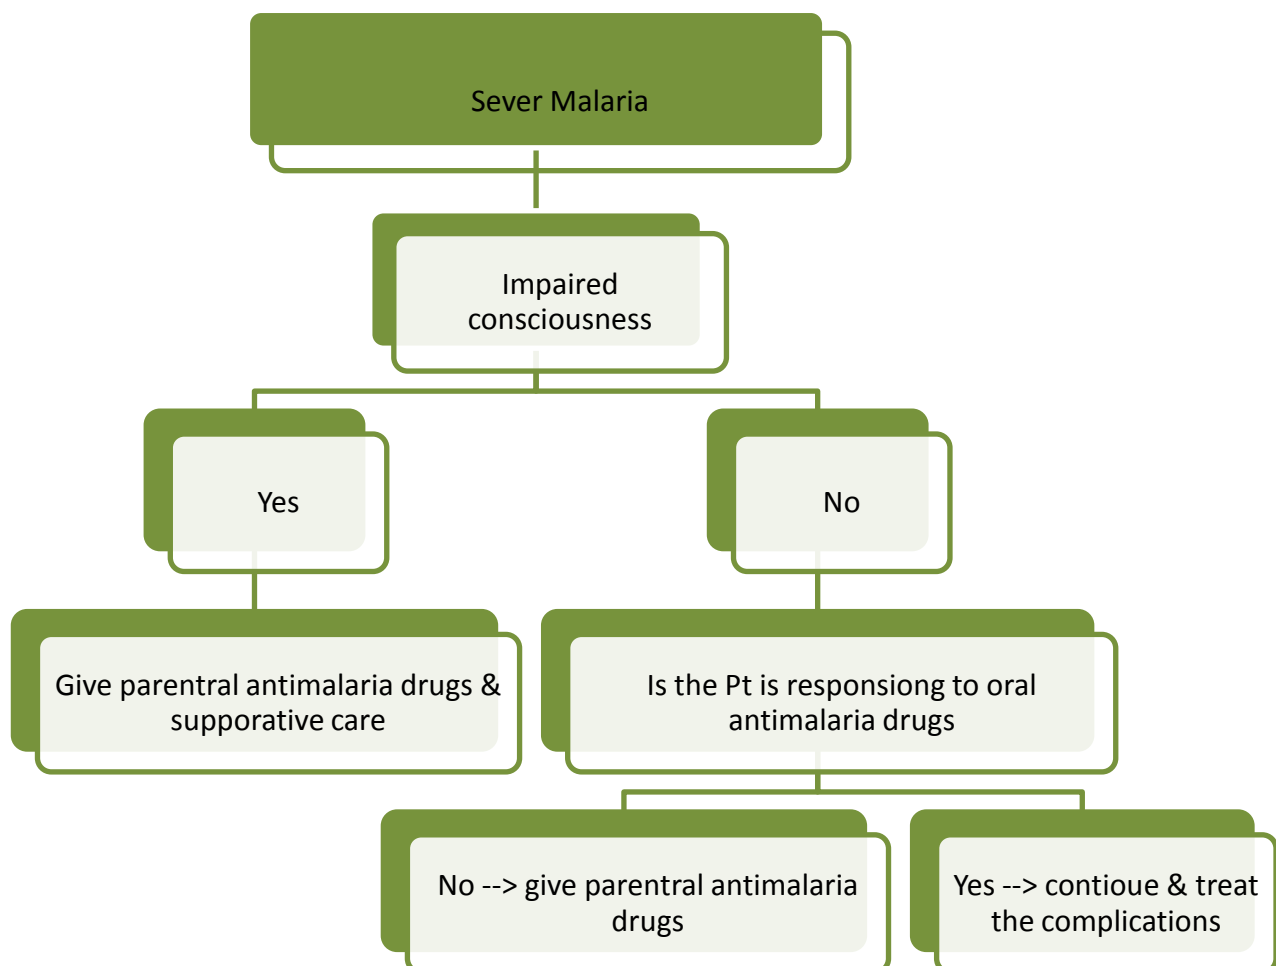 Sever Malaria
Impaired
consciousness
Yes
No
Give parentral antimalaria drugs &
supporative care
Is the Pt is responsiong to oral
antimalaria drugs
No --> give parentral antimalaria
drugs
Yes --> contioue & treat
the complications